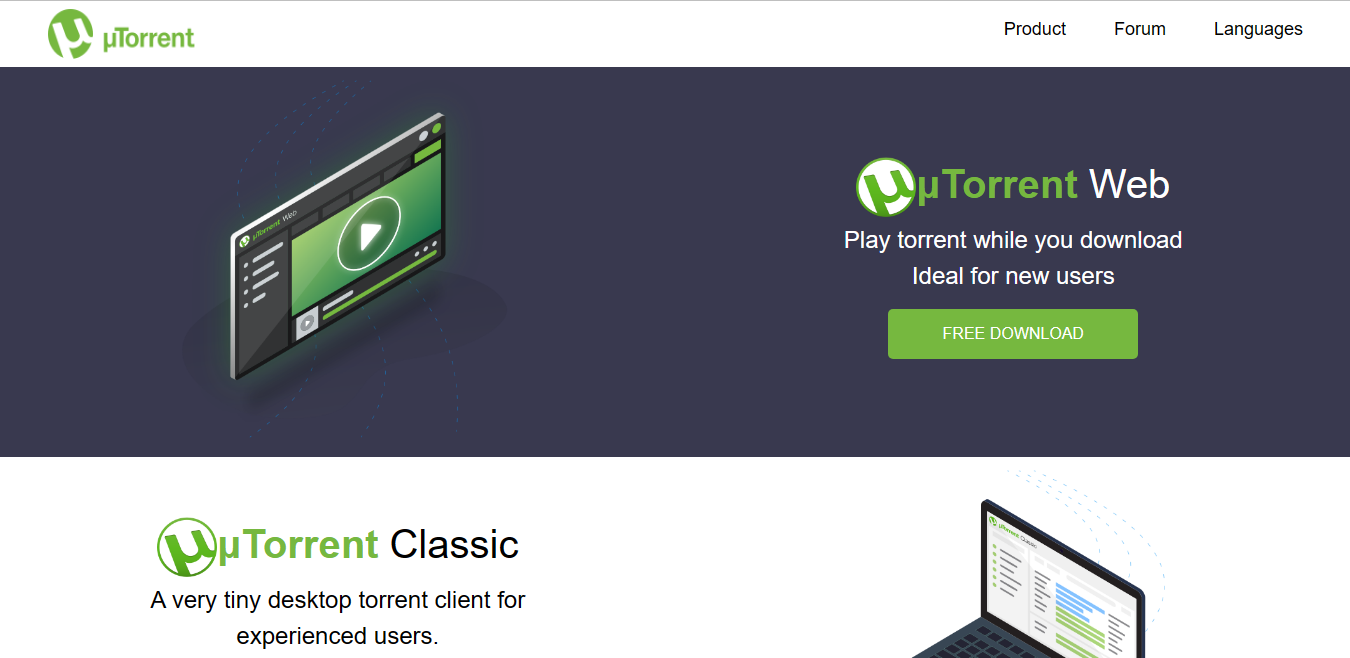 µTorrent
Product
Forum
Languages
µTorrent Web
µTorrent Web
Play torrent while you download
Ideal for new users
FREE DOWNLOAD
µTorrent Classic
µTorrent Classic
A very tiny desktop torrent client for
experienced users.